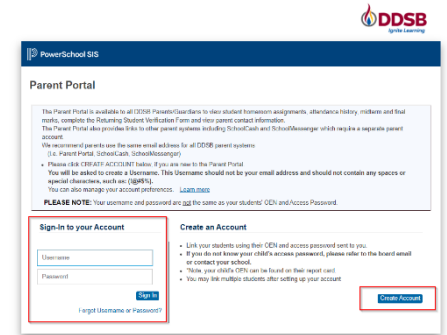 DDSB
Ignite Learning
PowerSchool SIS
Parent Portal
The Parent Portal is available to all DDSB Parents/Guardians to view student homeroom assignments, attendance history, midterm and final
marks, complete the Returning Student Verification Form and view parent contact information.
The Parent Portal also provides links to other parent systems including SchoolCash and SchoolMessenger which require a separate parent
account.
We recommend parents use the same email address for all DDSB parent systems
(i.e. Parent Portal, SchoolCash, SchoolMessenger)
• Please click CREATE ACCOUNT below, if you are new to the Parent Portal
You will be asked to create a Username. This Username should not be your email address and should not contain any spaces or
special characters, such as: (!@#$%).
You can also manage your account preferences. Learn more
PLEASE NOTE: Your username and password are not the same as your students' OEN and Access Password.
Sign-In to your Account
Username
Password
Sign In
Forgot Username or Password?
Create an Account
• Link your students using their OEN and access password sent to you.
• If you do not know your child's access password, please refer to the board email
or contact your school.
• *Note, your child's OEN can be found on their report card
• You may link multiple students after setting up your account
Create Account